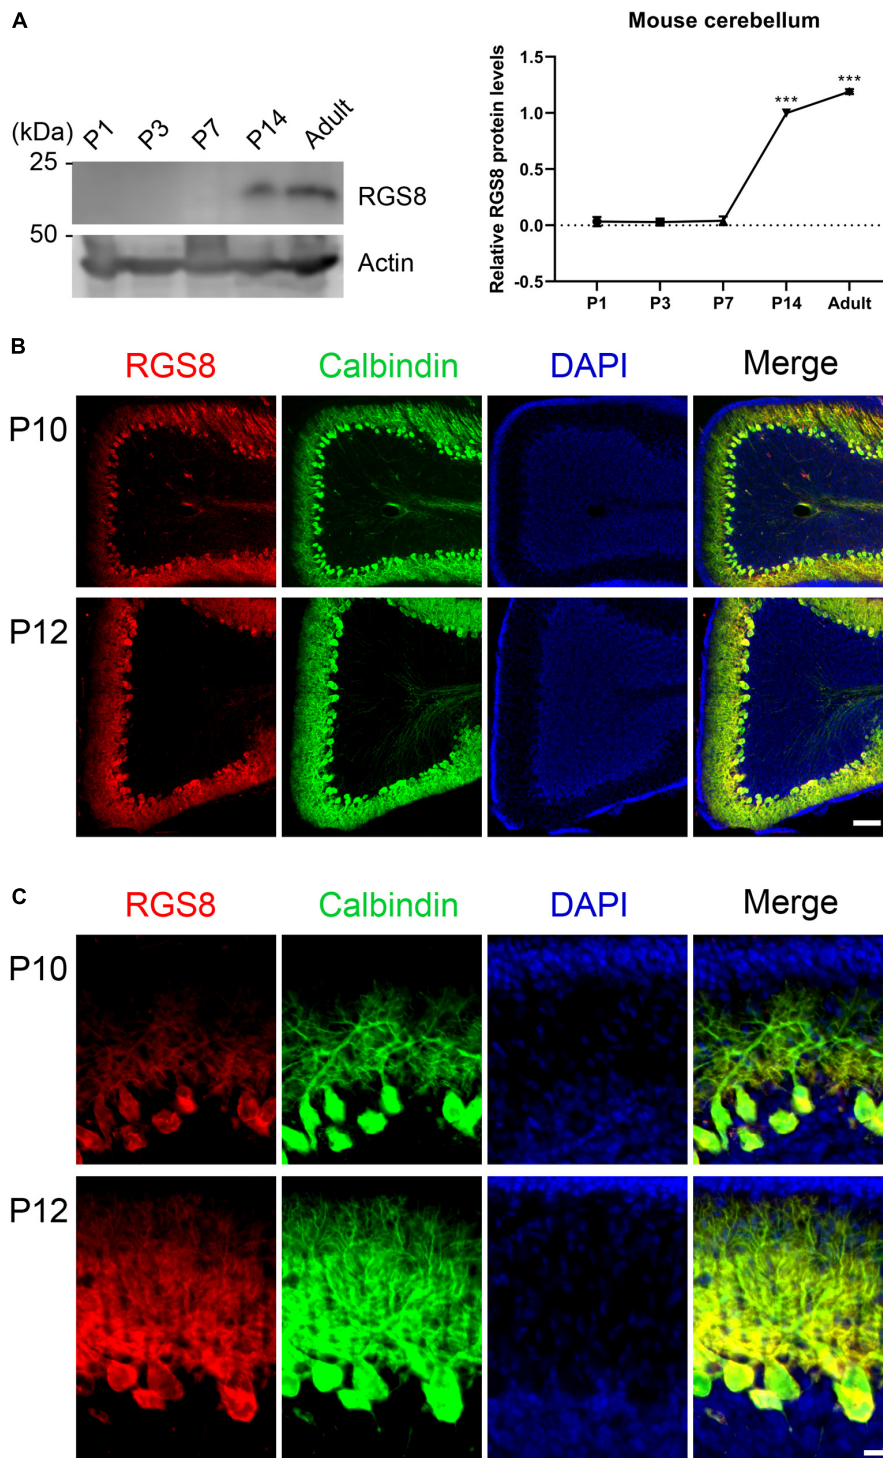 A
Mouse cerebellum
(kDa) P1 P3 P7 P14 Adult
25
RGS8
50
Actin
Relative RGS8 protein levels
1.5
1.0
0.5
0.0
-0.5
***
***
P1 P3 P7 P14 Adult
B
RGS8 Calbindin DAPI Merge
P10
P12
C
RGS8 Calbindin DAPI Merge
P10
P12